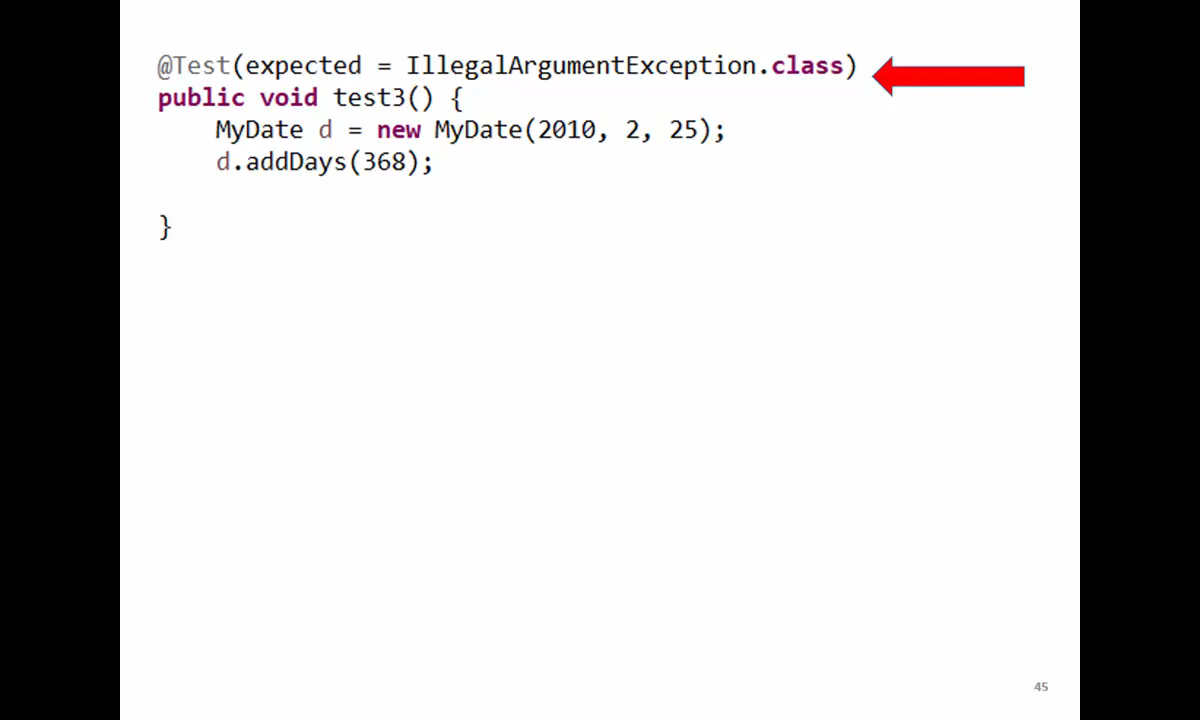 @Test(expected = IllegalArgumentException.class)
public void test3() {
    MyDate d = new MyDate(2010, 2, 25);
    d.addDays(368);
}
45